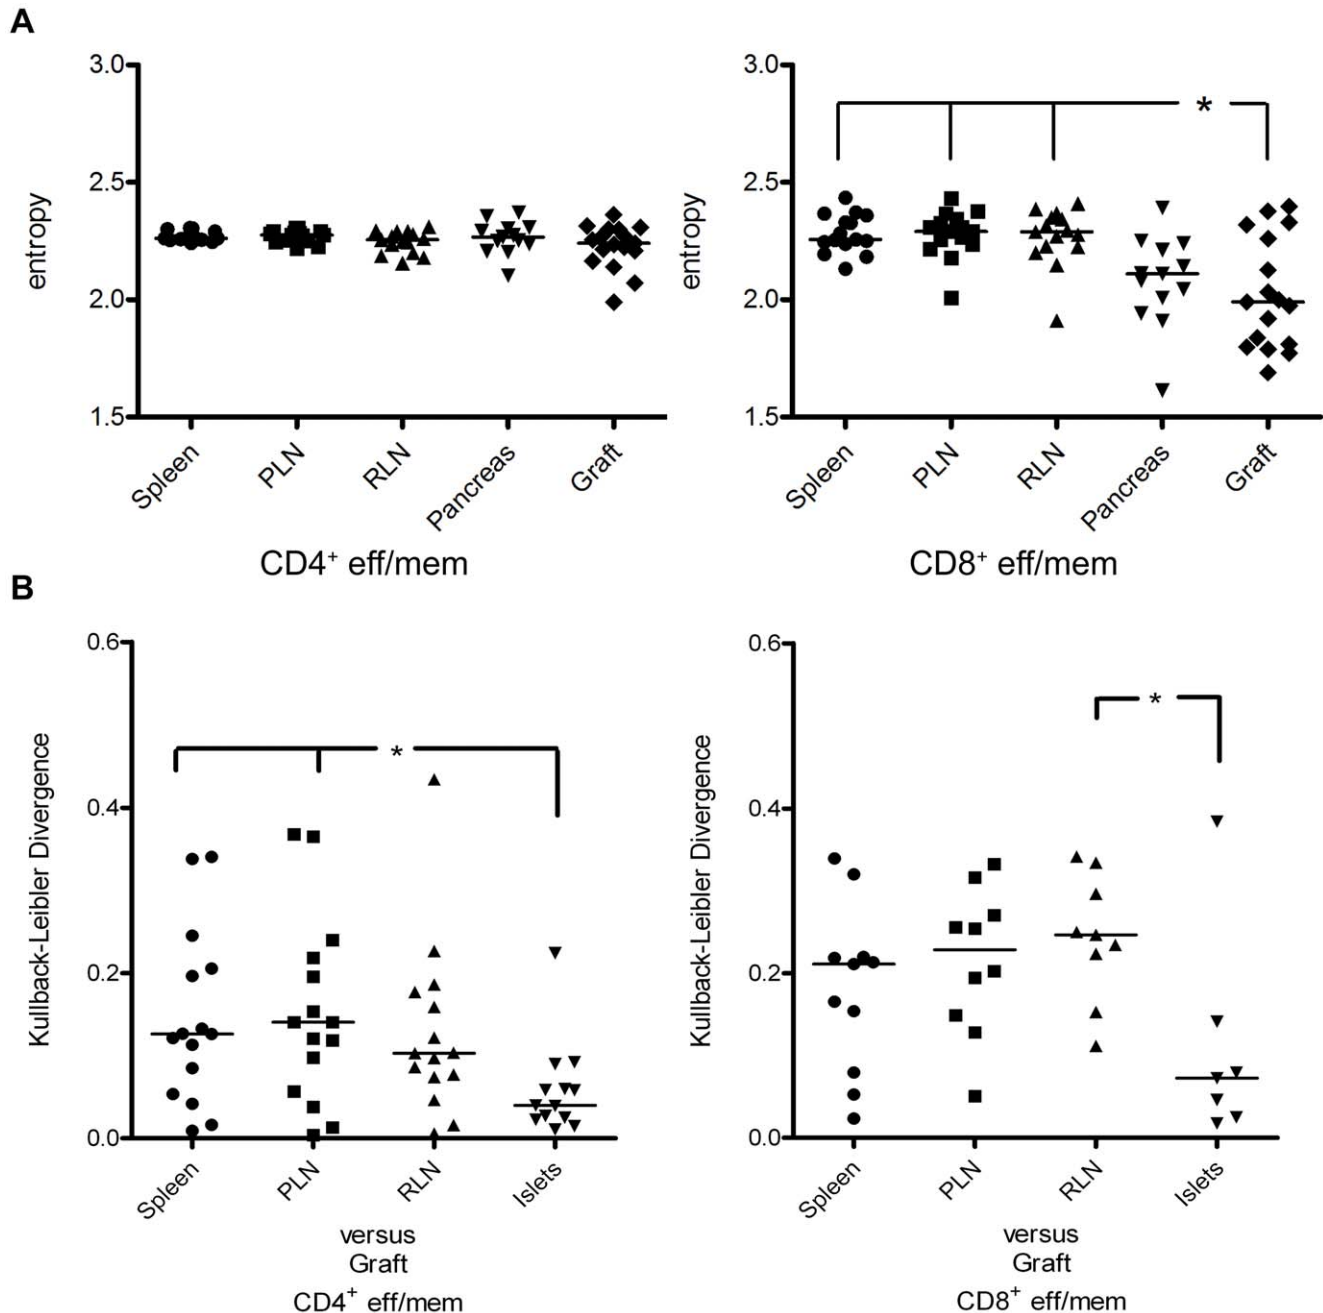 A
3.0
2.5
2.0
1.5
entropy
Spleen
PLN
RLN
Pancreas
Graft
CD4⁺ eff/mem
3.0
2.5
2.0
1.5
entropy
*
Spleen
PLN
RLN
Pancreas
Graft
CD8⁺ eff/mem
B
0.6
0.4
0.2
0.0
Kullback-Leibler Divergence
*
Spleen
PLN
RLN
Islets
versus
Graft
CD4⁺ eff/mem
0.6
0.4
0.2
0.0
Kullback-Leibler Divergence
*
Spleen
PLN
RLN
Islets
versus
Graft
CD8⁺ eff/mem